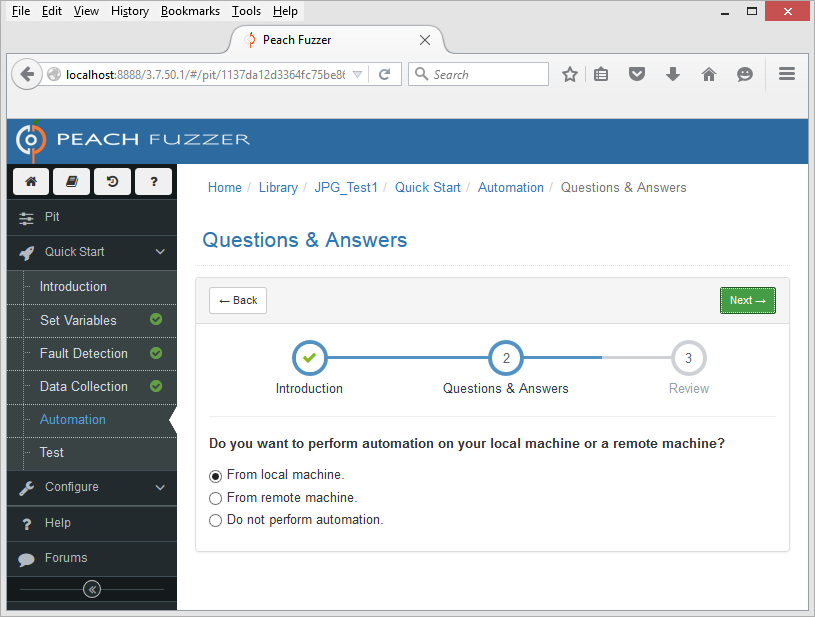 File Edit View History Bookmarks Tools Help
Peach Fuzzer
localhost:8888/3.7.50.1/#/pit/1137da12d3364fc75be86
Search
PEACH FUZZER
?
Home / Library / JPG_Test1 / Quick Start / Automation / Questions & Answers
Pit
Quick Start
Introduction
Set Variables
Fault Detection
Data Collection
Automation
Test
Configure
? Help
Forums
Questions & Answers
← Back
Next →
2
3
Introduction
Questions & Answers
Review
Do you want to perform automation on your local machine or a remote machine?
From local machine.
From remote machine.
Do not perform automation.